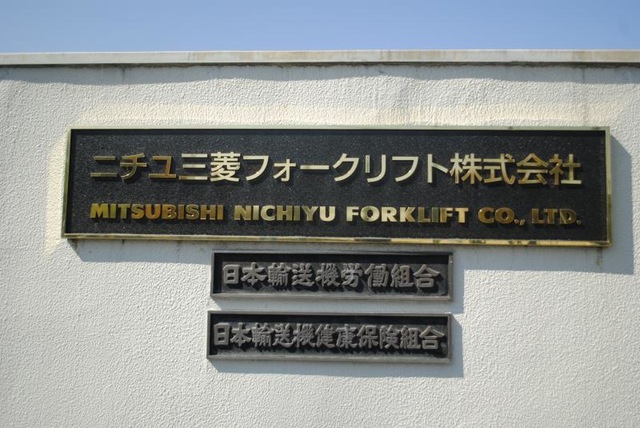 ニチユ三菱フォークリフト株式会社
MITSUBISHI NICHIYU FORKLIFT CO., LTD.
日本輸送機労働組合
日本輸送機健康保険組合